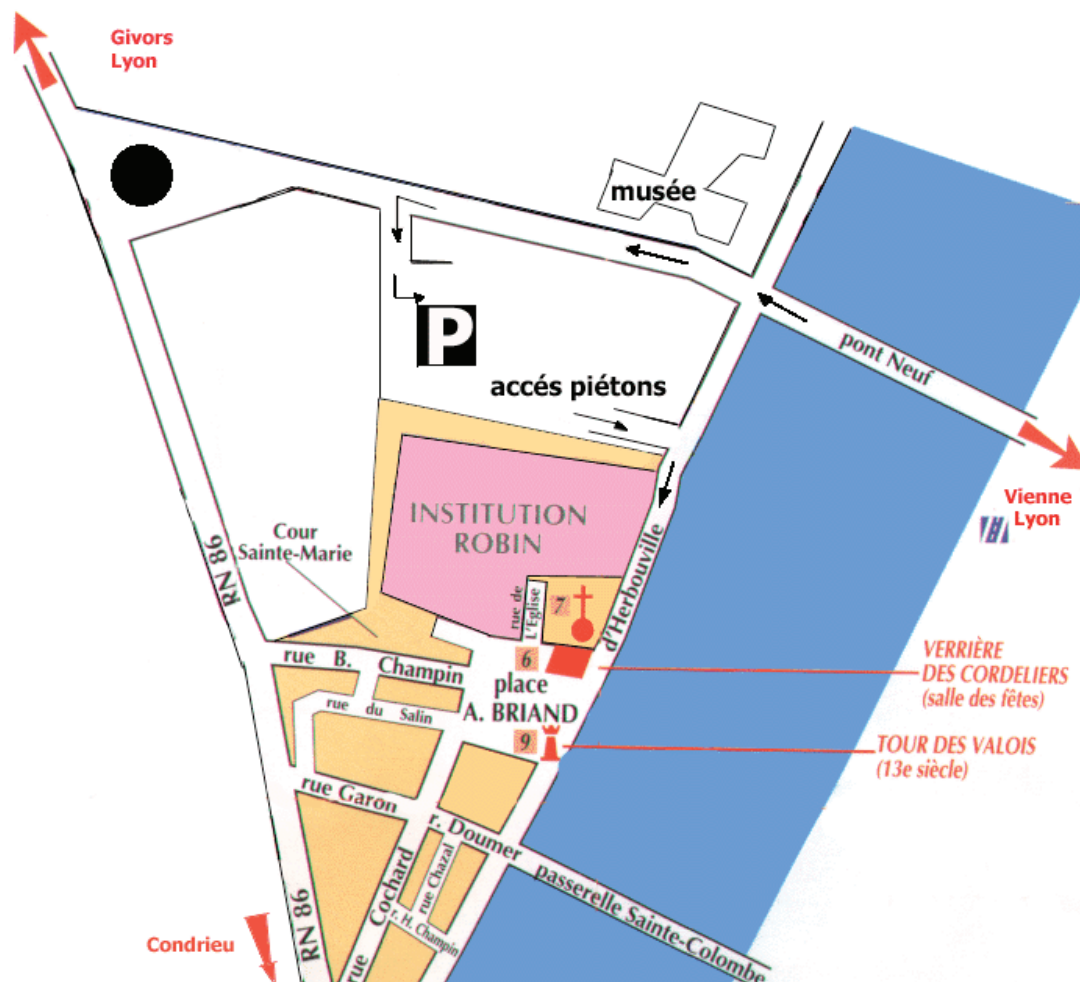 Givors
Lyon
musée
P
pont Neuf
accés piétons
Vienne
Lyon
INSTITUTION
ROBIN
Cour
Sainte-Marie
RN 86
d'Herbouville
rue de
L'Eglise
7
6
VERRIÈRE
DES CORDELIERS
(salle des fêtes)
rue B. Champin
place
A. BRIAND
rue du Salin
9
TOUR DES VALOIS
(13e siècle)
rue Garon
r. Doumer
passerelle Sainte-Colombe
rue Cochard
rue Chazal
r. H. Champin
RN 86
Condrieu